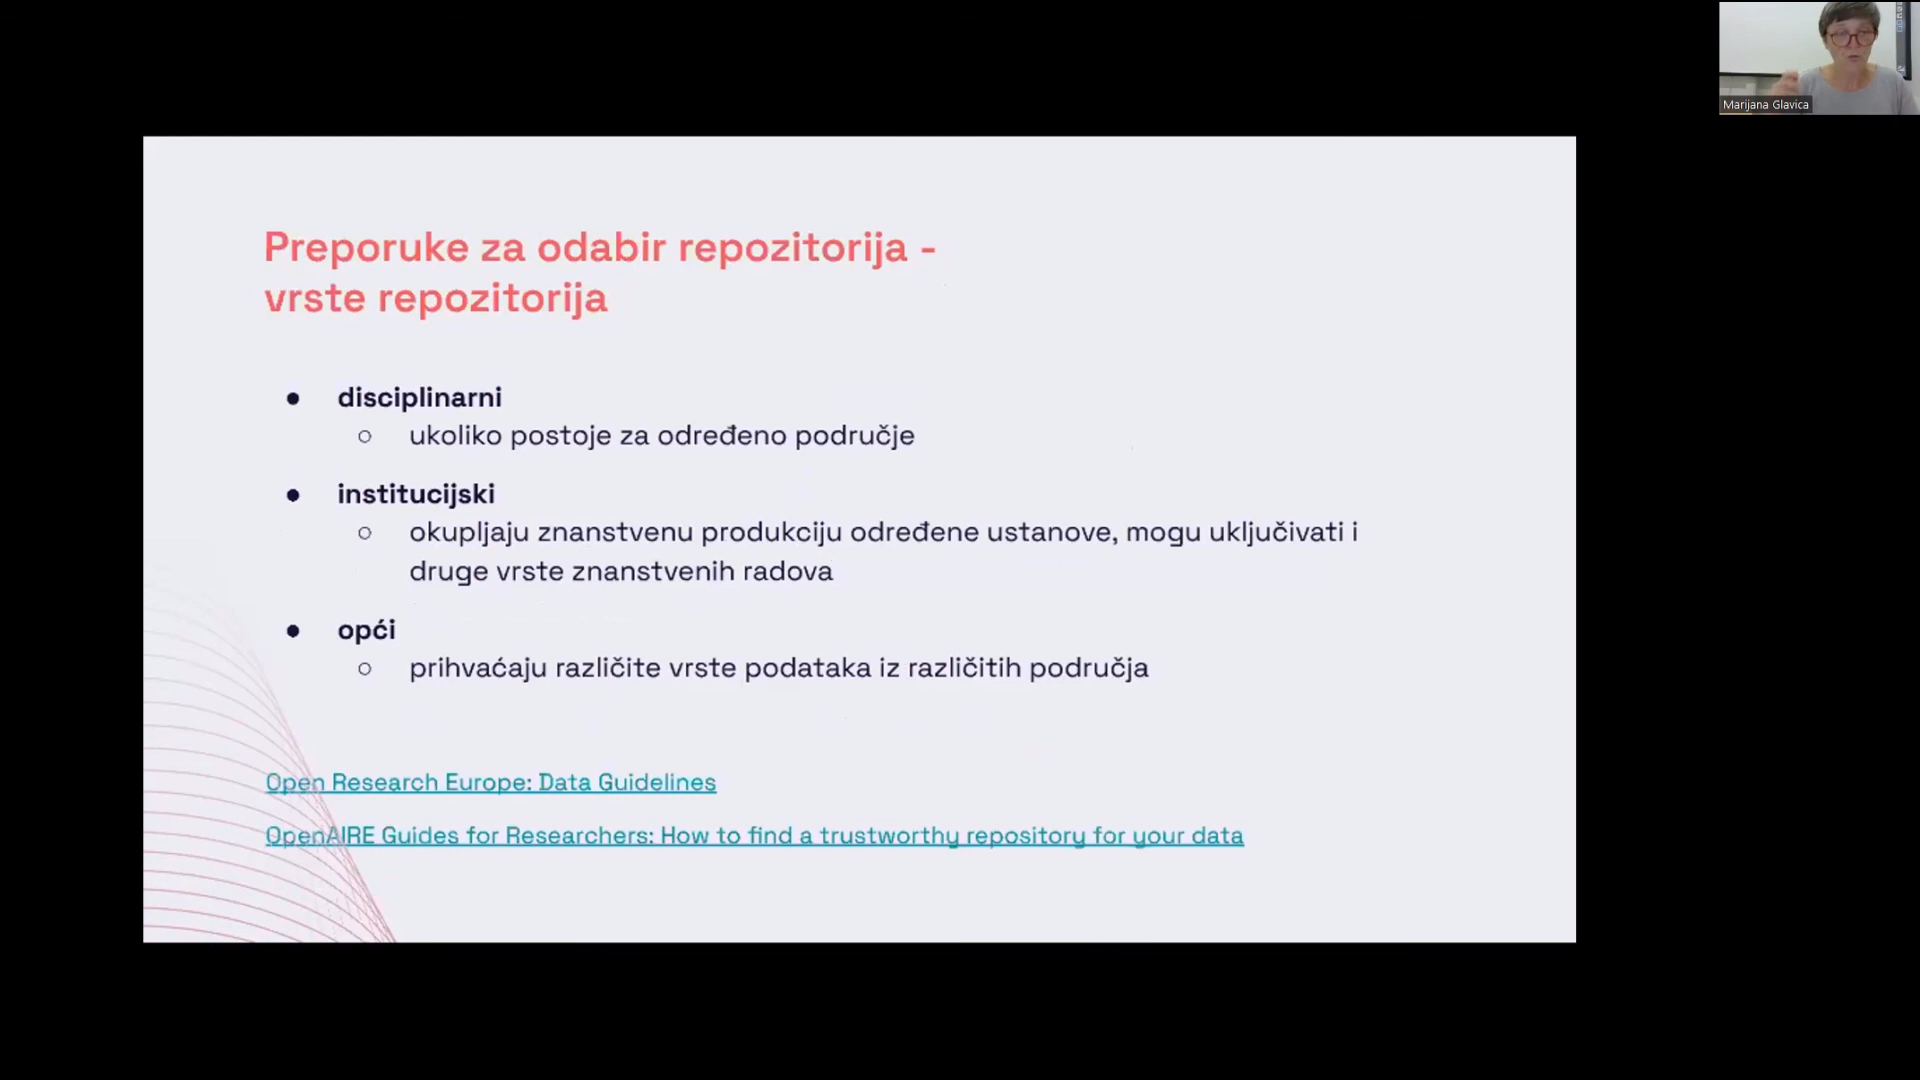 Marijana Glavica
Preporuke za odabir repozitorija -
vrste repozitorija
● disciplinarni
○ ukoliko postoje za određeno područje
● institucijski
○ okupljaju znanstvenu produkciju određene ustanove, mogu uključivati i
druge vrste znanstvenih radova
● opći
○ prihvaćaju različite vrste podataka iz različitih područja
Open Research Europe: Data Guidelines
OpenAIRE Guides for Researchers: How to find a trustworthy repository for your data